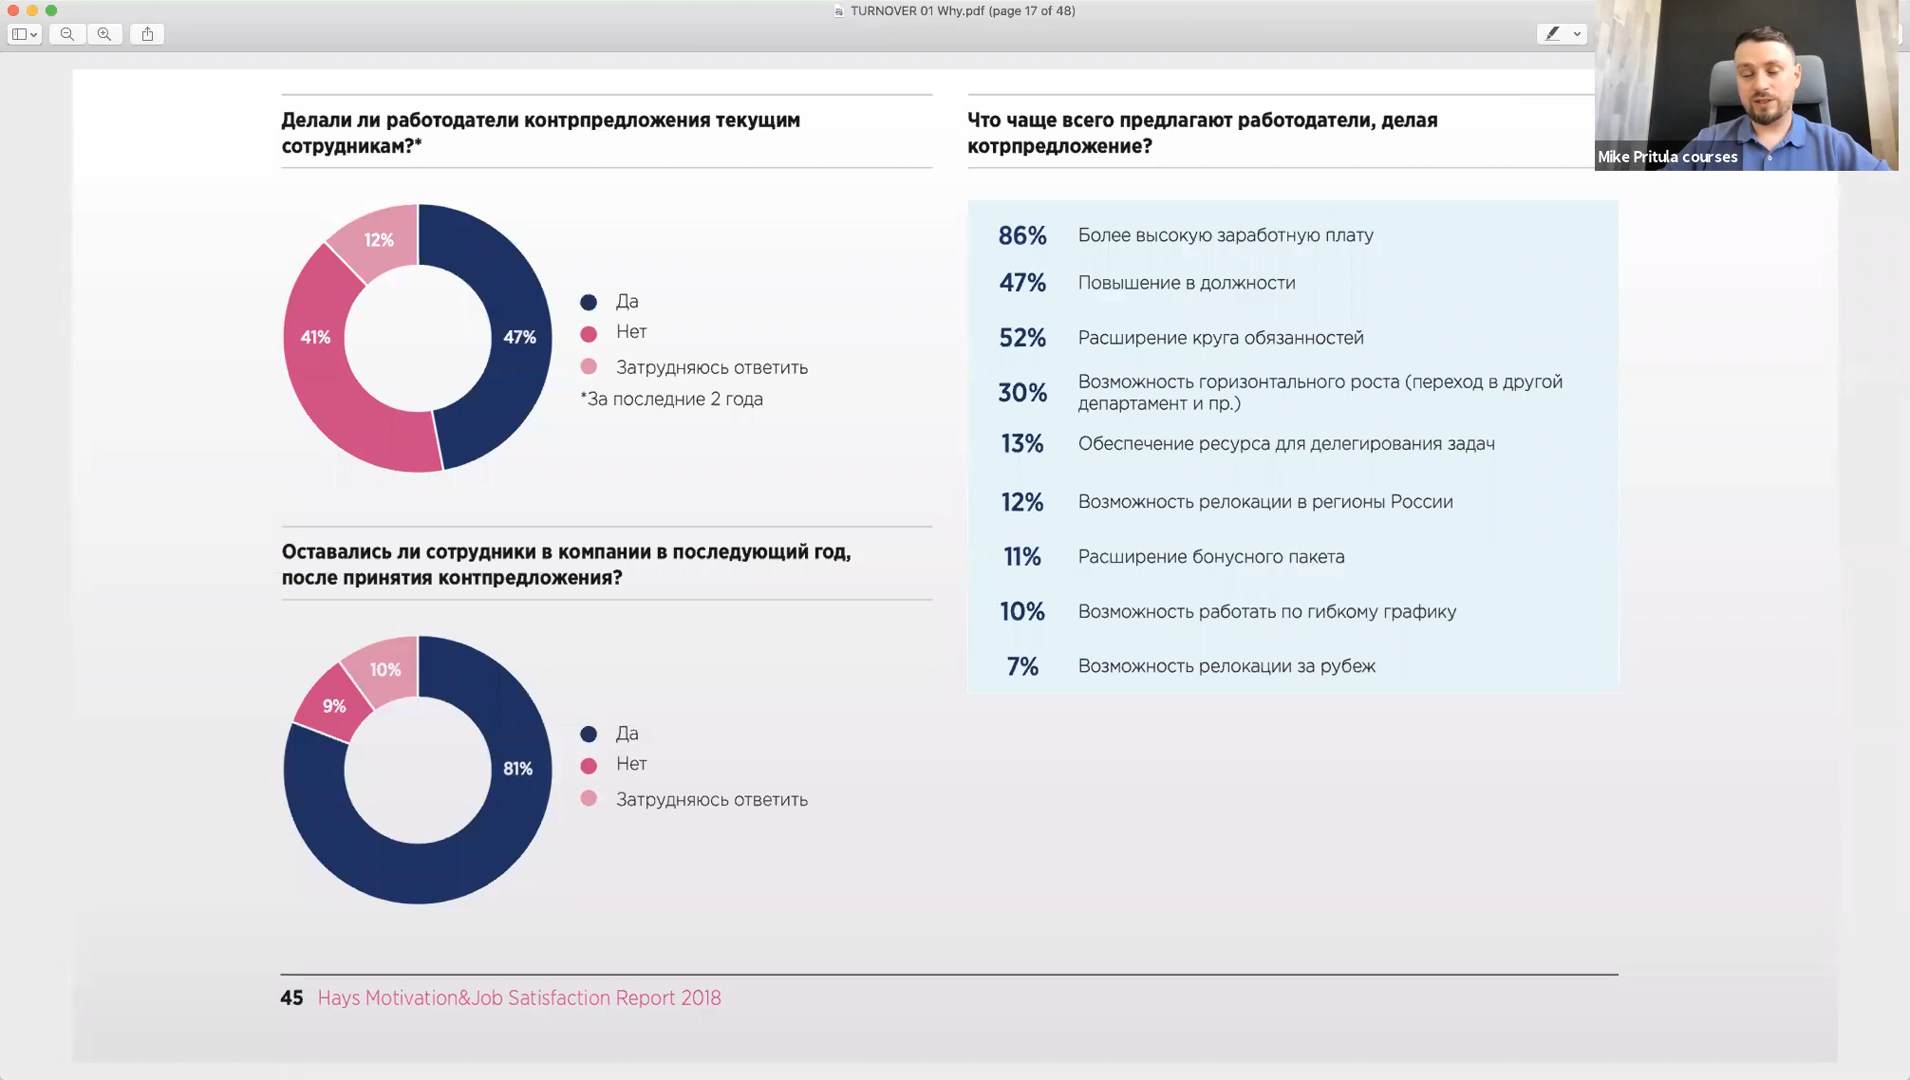 TURNOVER 01 Why.pdf (page 17 of 48)
Mike Pritula courses
Делали ли работодатели контрпредложения текущим
сотрудникам?*
12%
41%
47%
Да
Нет
Затрудняюсь ответить
*За последние 2 года
Оставались ли сотрудники в компании в последующий год,
после принятия контпредложения?
10%
9%
81%
Да
Нет
Затрудняюсь ответить
Что чаще всего предлагают работодатели, делая
котрпредложение?
86% Более высокую заработную плату
47% Повышение в должности
52% Расширение круга обязанностей
30% Возможность горизонтального роста (переход в другой
департамент и пр.)
13% Обеспечение ресурса для делегирования задач
12% Возможность релокации в регионы России
11% Расширение бонусного пакета
10% Возможность работать по гибкому графику
7% Возможность релокации за рубеж
45 Hays Motivation&Job Satisfaction Report 2018